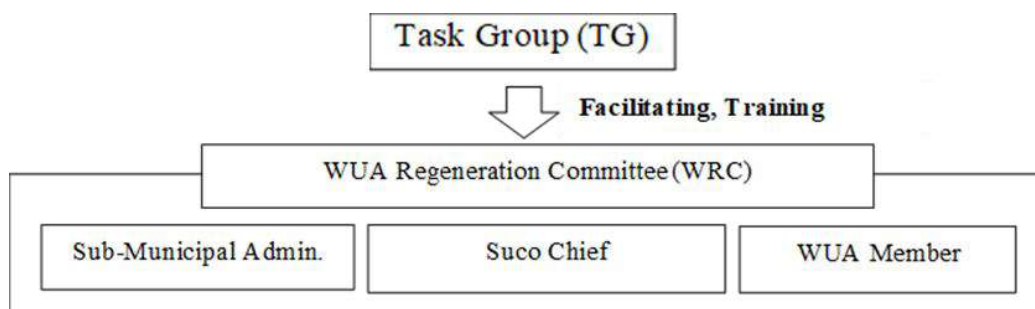 Task Group (TG)
Facilitating, Training
WUA Regeneration Committee (WRC)
Sub-Municipal Admin.
Suco Chief
WUA Member